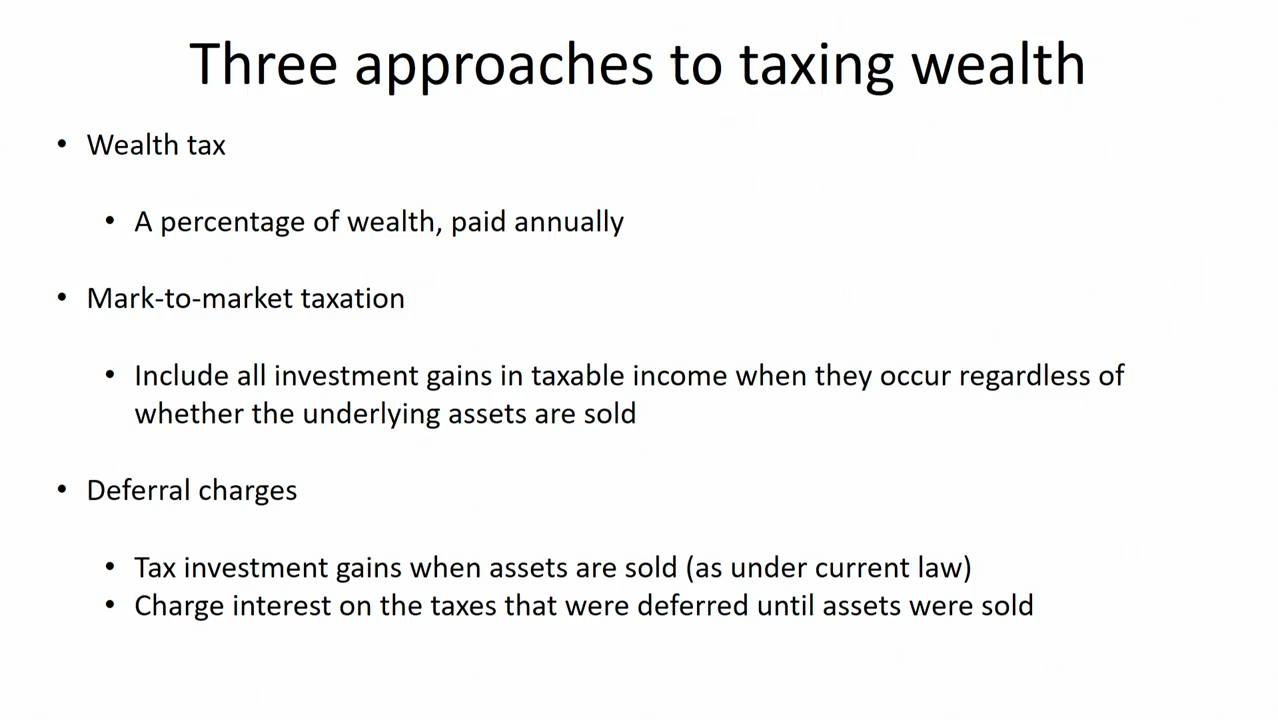 Three approaches to taxing wealth
• Wealth tax
• A percentage of wealth, paid annually
• Mark-to-market taxation
• Include all investment gains in taxable income when they occur regardless of
whether the underlying assets are sold
• Deferral charges
• Tax investment gains when assets are sold (as under current law)
• Charge interest on the taxes that were deferred until assets were sold